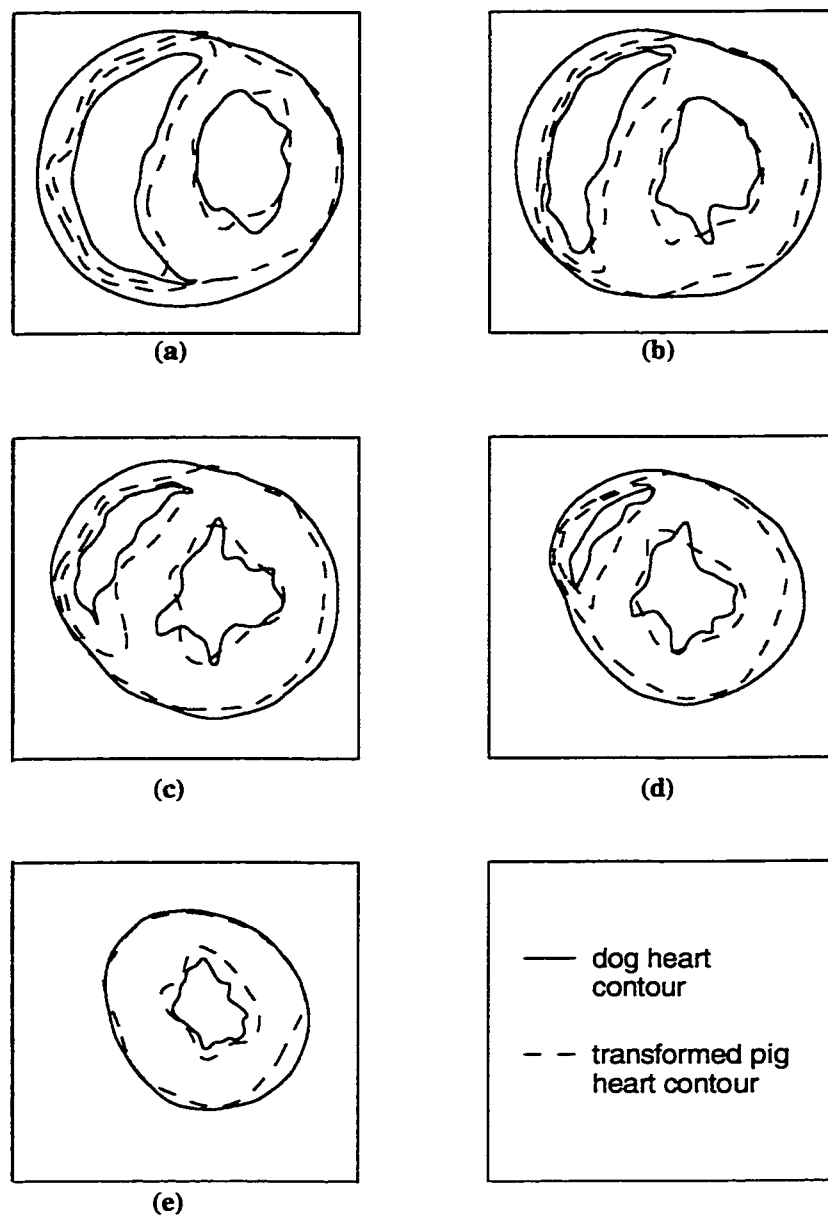 (a)
(b)
(c)
(d)
dog heart
contour
transformed pig
heart contour
(e)